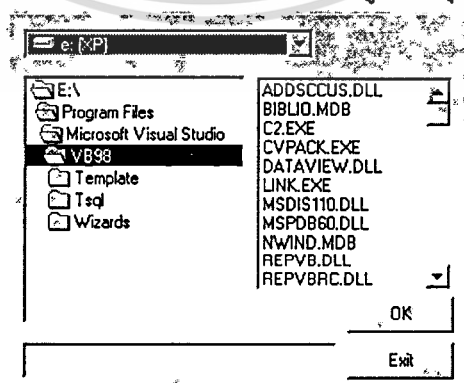 e: [XP]
E:\
Program Files
Microsoft Visual Studio
VB98
Template
Tsql
Wizards
ADDSCCUS.DLL
BIBLIO.MDB
C2.EXE
CVPACK.EXE
DATAVIEW.DLL
LINK.EXE
MSDIS110.DLL
MSPDB60.DLL
NWIND.MDB
REPVB.DLL
REPVBRC.DLL
OK
Exit